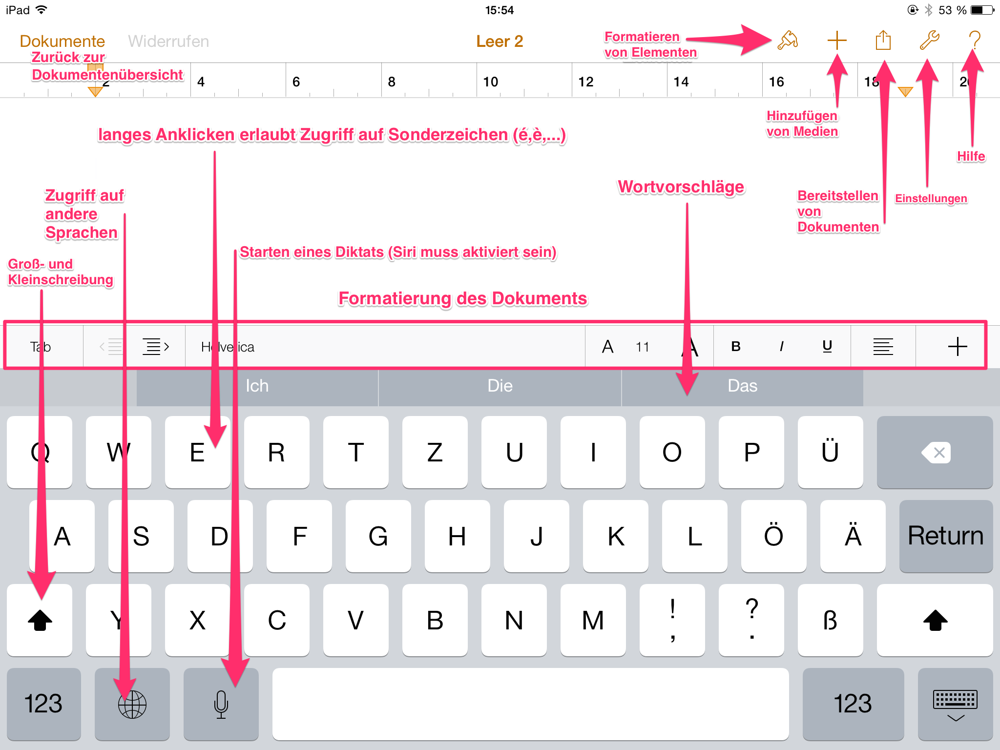 iPad 15:54 53 %
Dokumente Widerrufen Leer 2
Formatieren
von Elementen
Zurück zur
Dokumentenübersicht
2 4 6 8 10 12 14 16 18 20
Hinzufügen
von Medien
langes Anklicken erlaubt Zugriff auf Sonderzeichen (é,è,...)
Hilfe
Wortvorschläge
Zugriff auf
andere
Sprachen
Bereitstellen
von
Dokumenten
Einstellungen
Starten eines Diktats (Siri muss aktiviert sein)
Groß- und
Kleinschreibung
Formatierung des Dokuments
Tab Helvetica A 11 A B I U
Ich Die Das
Q W E R T Z U I O P Ü
A S D F G H J K L Ö Ä Return
Y X C V B N M ! , ? . ß
123 123